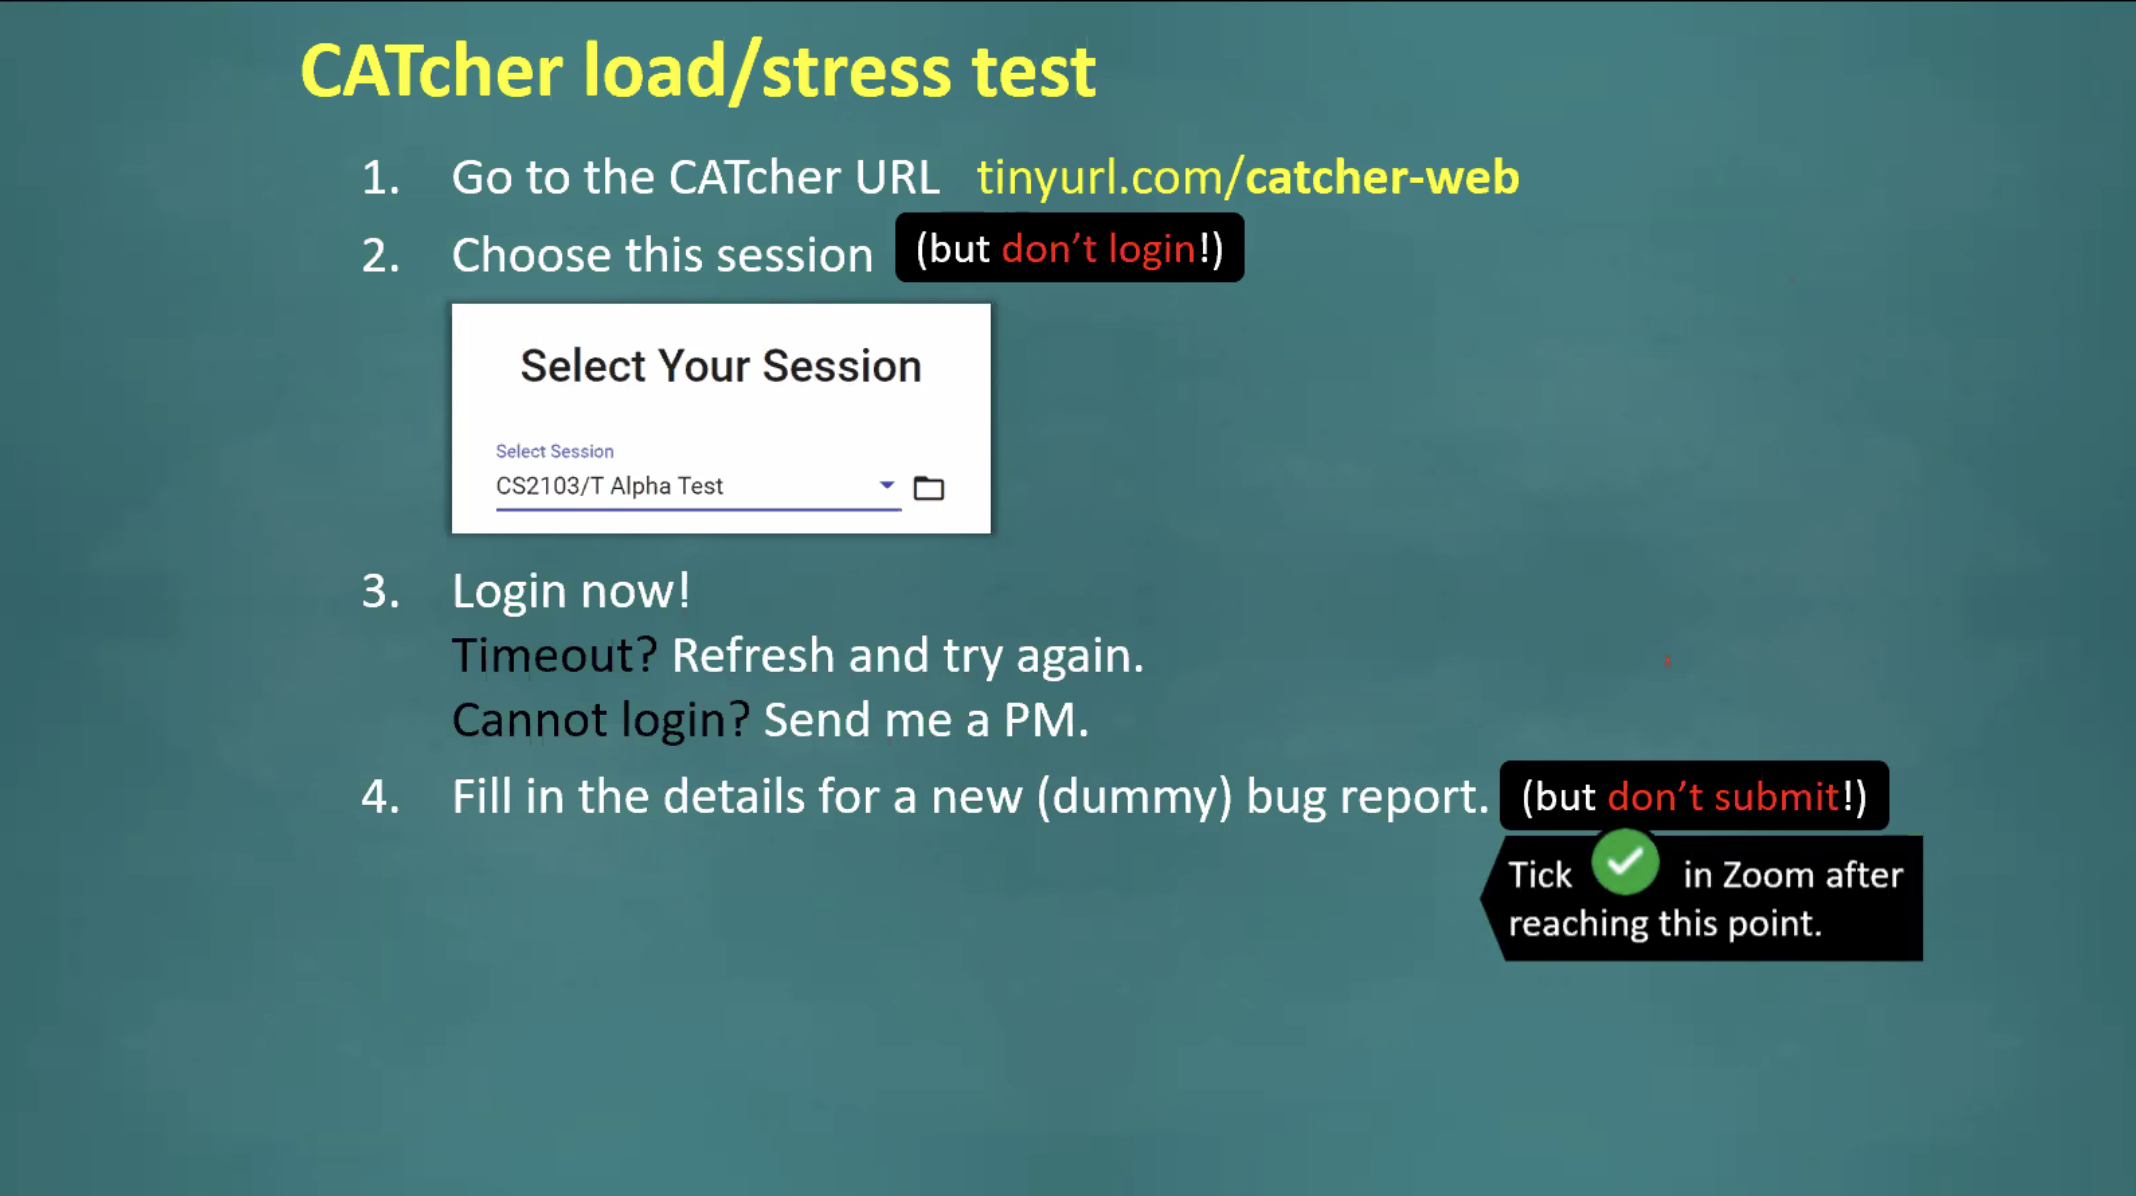 CATcher load/stress test
1. Go to the CATcher URL tinyurl.com/catcher-web
2. Choose this session (but don't login!)
Select Your Session
Select Session
CS2103/T Alpha Test
3. Login now!
Timeout? Refresh and try again.
Cannot login? Send me a PM.
4. Fill in the details for a new (dummy) bug report. (but don't submit!)
Tick in Zoom after
reaching this point.